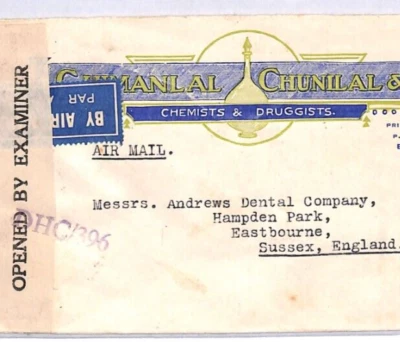 OPENED BY EXAMINER
CHIMANLAL CHUNILAL &
CHEMISTS & DRUGGISTS.
BY AIR
PAR
AIR MAIL.
DHC/396
Messrs. Andrews Dental Company,
Hampden Park,
Eastbourne,
Sussex, England.